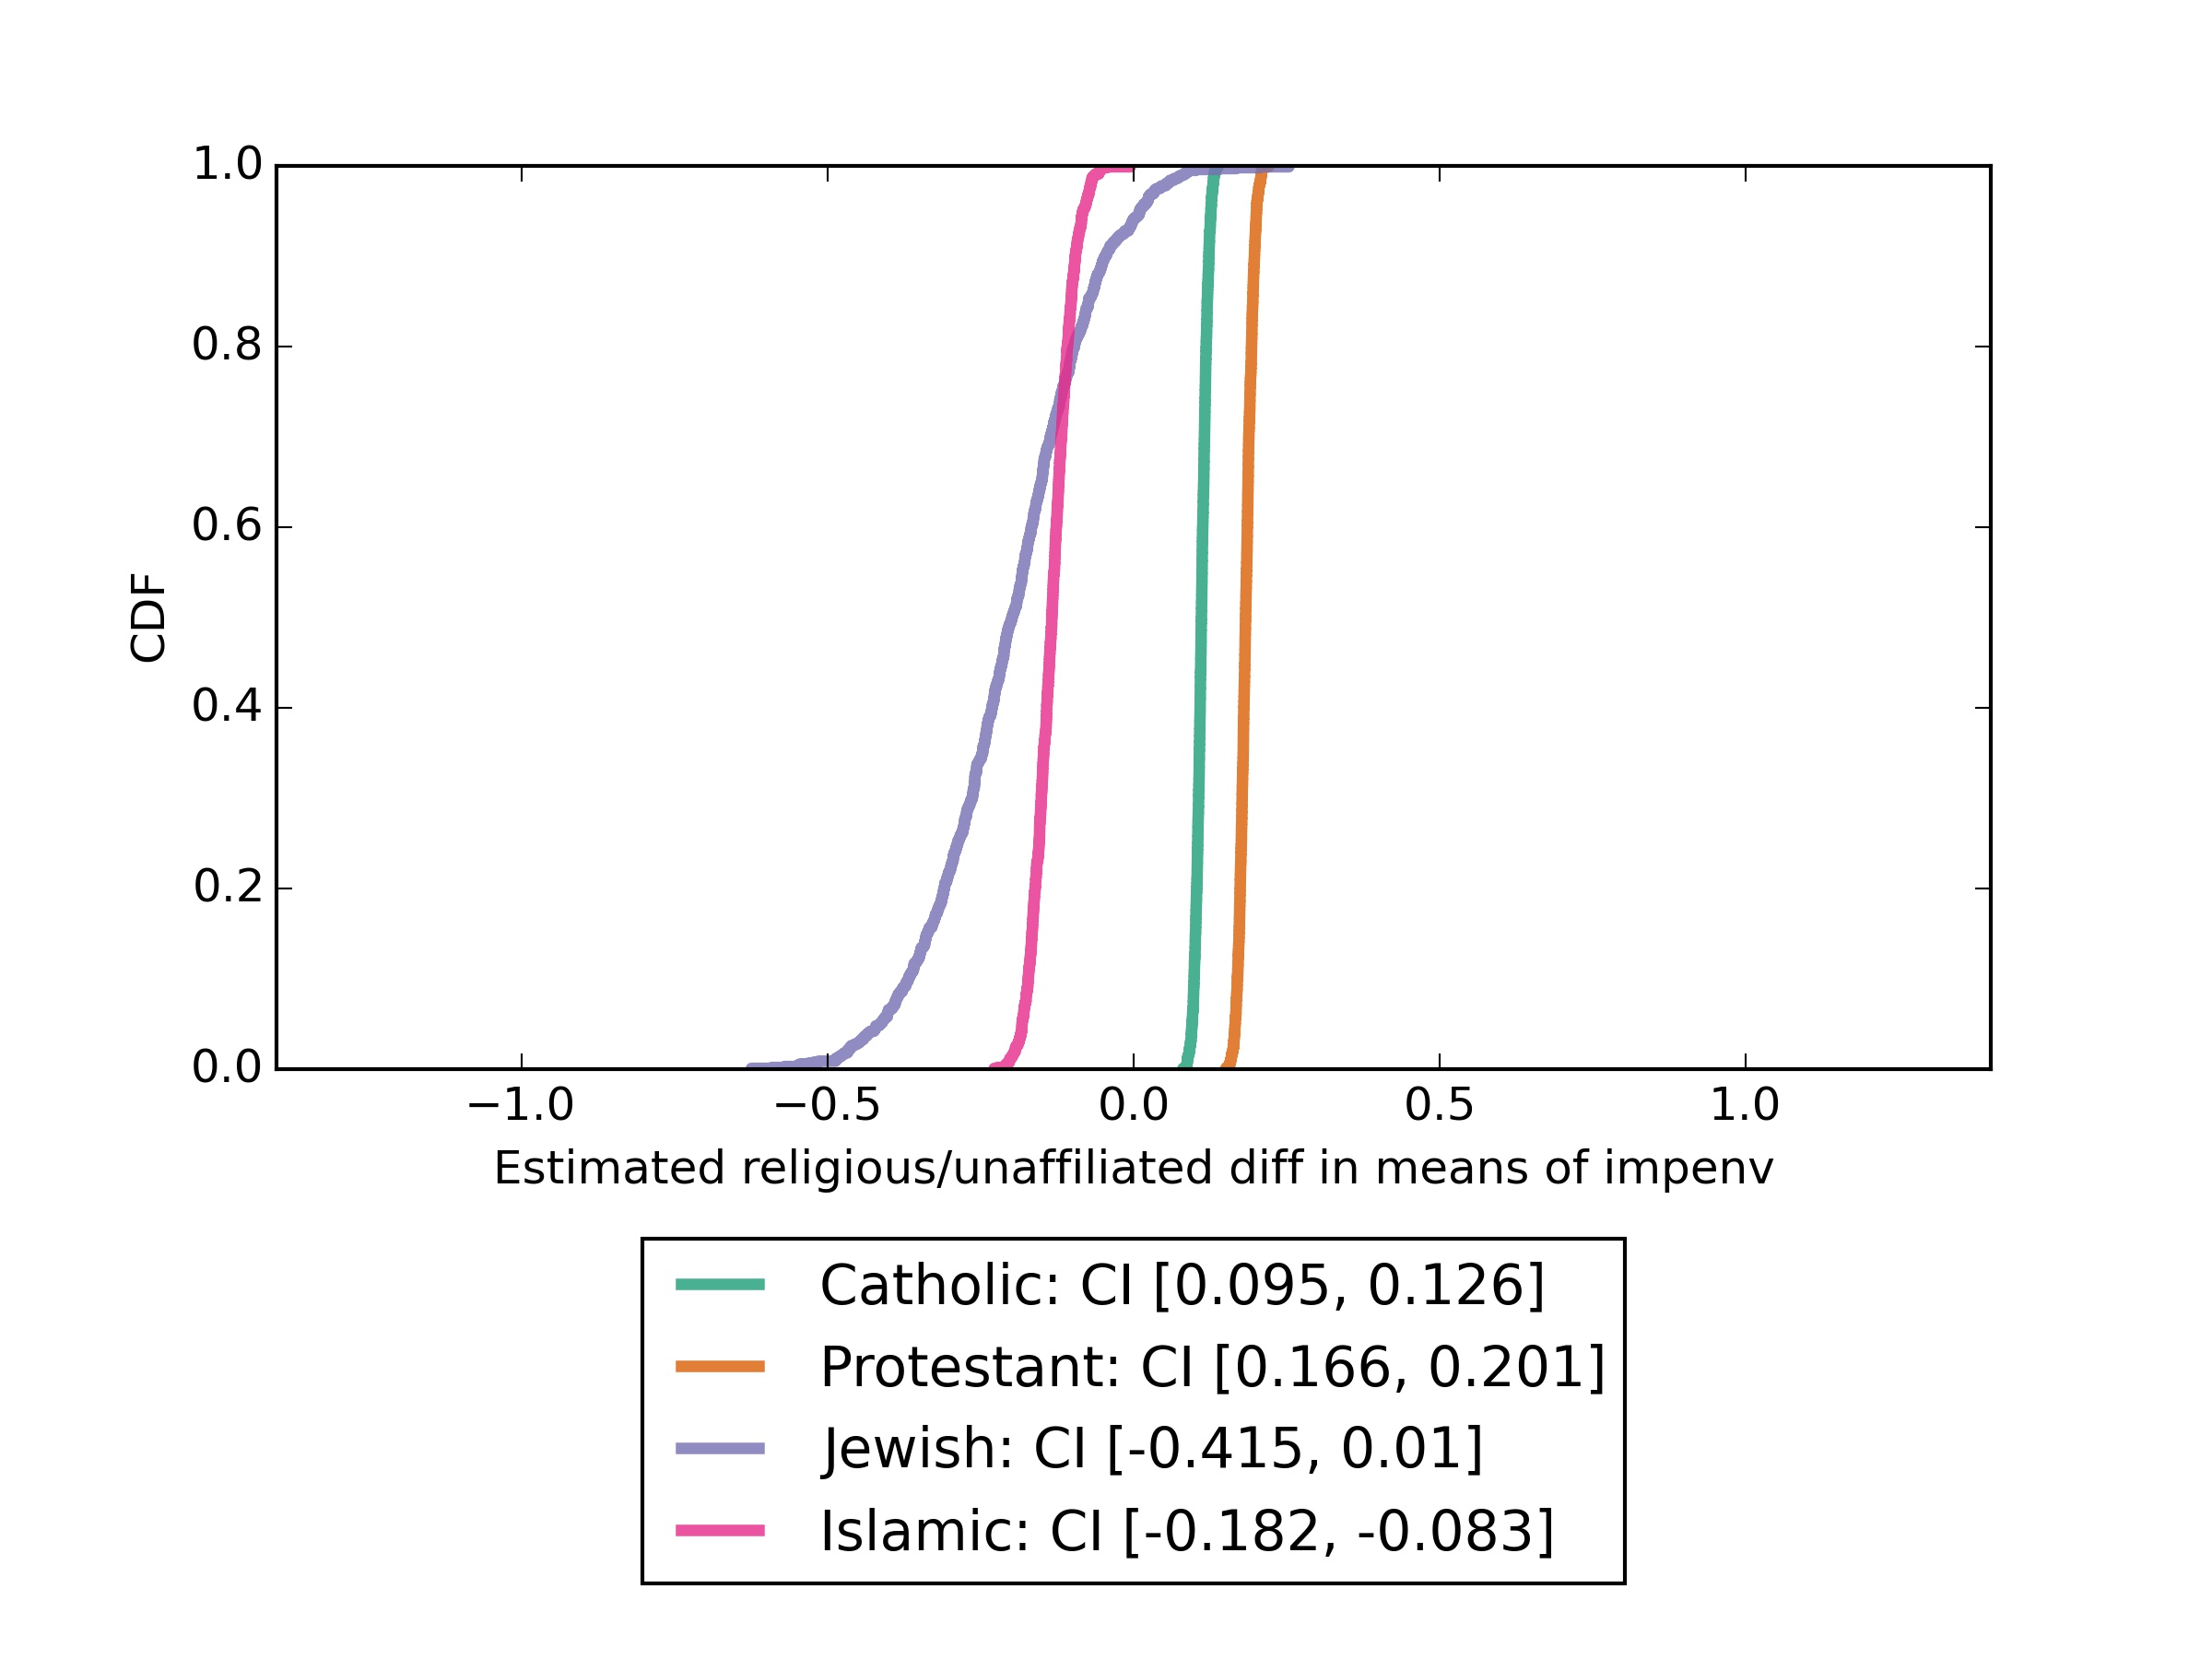 1.0
0.8
0.6
0.4
0.2
0.0
CDF
−1.0 −0.5 0.0 0.5 1.0
Estimated religious/unaffiliated diff in means of impenv
Catholic: CI [0.095, 0.126]
Protestant: CI [0.166, 0.201]
Jewish: CI [-0.415, 0.01]
Islamic: CI [-0.182, -0.083]